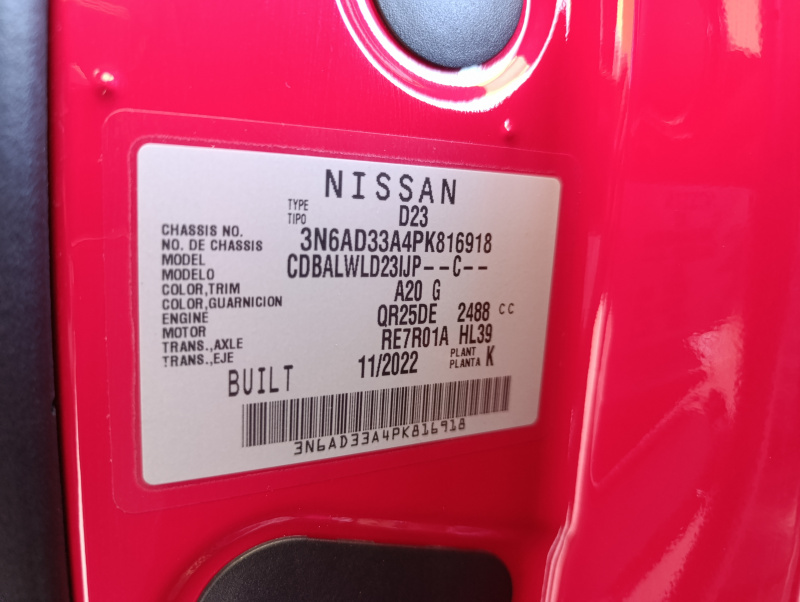 NISSAN
TYPE
TIPO D23
CHASSIS NO.
NO. DE CHASSIS 3N6AD33A4PK816918
MODEL
MODELO CDBALWLD23IJP--C--
COLOR,TRIM
COLOR,GUARNICION A20 G
ENGINE
MOTOR QR25DE 2488 CC
TRANS.,AXLE
TRANS.,EJE RE7R01A HL39
BUILT 11/2022 PLANT
PLANTA K
3N6AD33A4PK816918